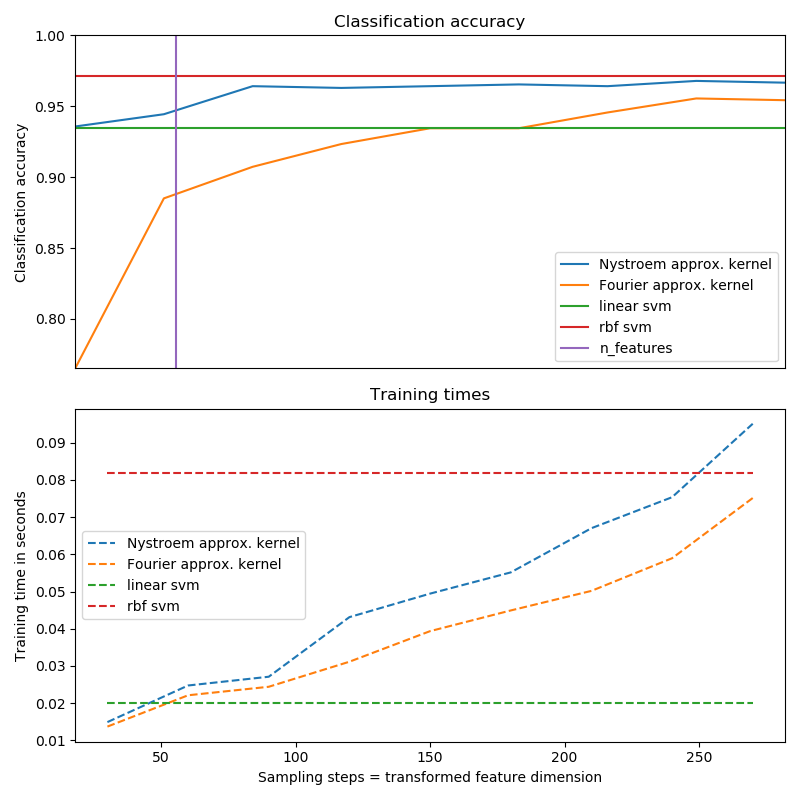 Classification accuracy
1.00
0.95
0.90
0.85
0.80
Classification accuracy
Nystroem approx. kernel
Fourier approx. kernel
linear svm
rbf svm
n_features
Training times
0.09
0.08
0.07
0.06
0.05
0.04
0.03
0.02
0.01
Training time in seconds
Nystroem approx. kernel
Fourier approx. kernel
linear svm
rbf svm
50 100 150 200 250
Sampling steps = transformed feature dimension